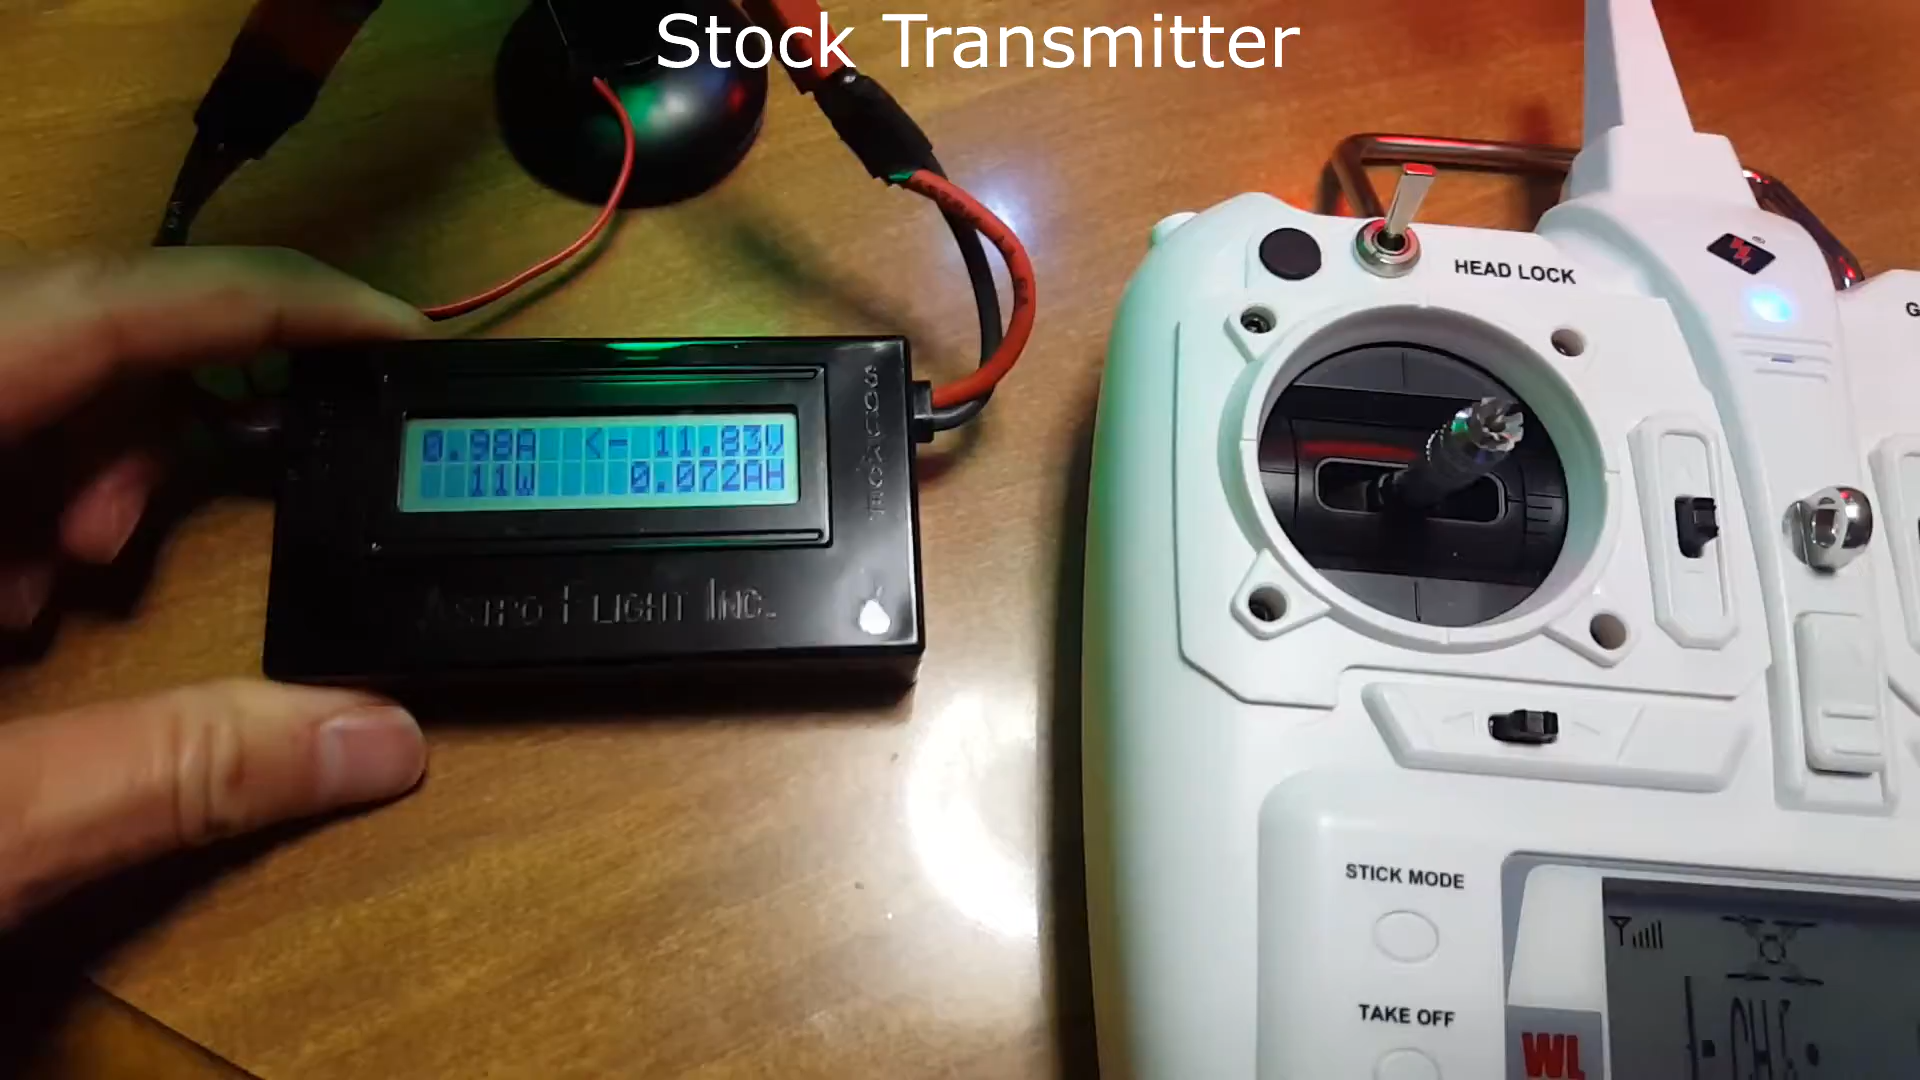 Stock Transmitter
HEAD LOCK
0.98A <- 11.83V
11W 0.072AH
ASTRO FLIGHT INC.
STICK MODE
TAKE OFF
WL